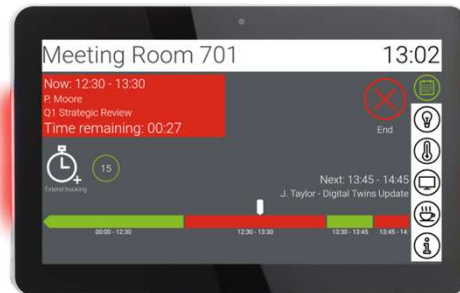 Meeting Room 701
13:02
Now: 12:30 - 13:30
P. Moore
Q1 Strategic Review
Time remaining: 00:27
End
15
Extend booking
Next: 13:45 - 14:45
J. Taylor - Digital Twins Update
00:00 - 12:30
12:30 - 13:30
13:30 - 13:45
13:45 - 14: